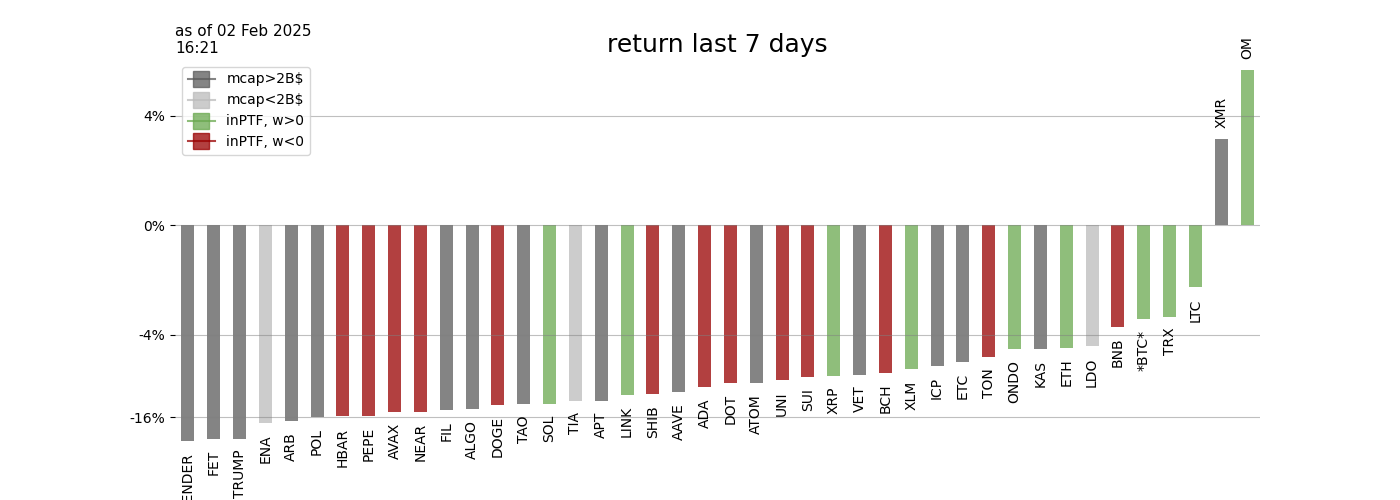 as of 02 Feb 2025
16:21
return last 7 days
mcap>2B$
mcap<2B$
inPTF, w>0
inPTF, w<0
4%
0%
-4%
-16%
ENDER
FET
TRUMP
ENA
ARB
POL
HBAR
PEPE
AVAX
NEAR
FIL
ALGO
DOGE
TAO
SOL
TIA
APT
LINK
SHIB
AAVE
ADA
DOT
ATOM
UNI
SUI
XRP
VET
BCH
XLM
ICP
ETC
TON
ONDO
KAS
ETH
LDO
BNB
*BTC*
TRX
LTC
XMR
OM